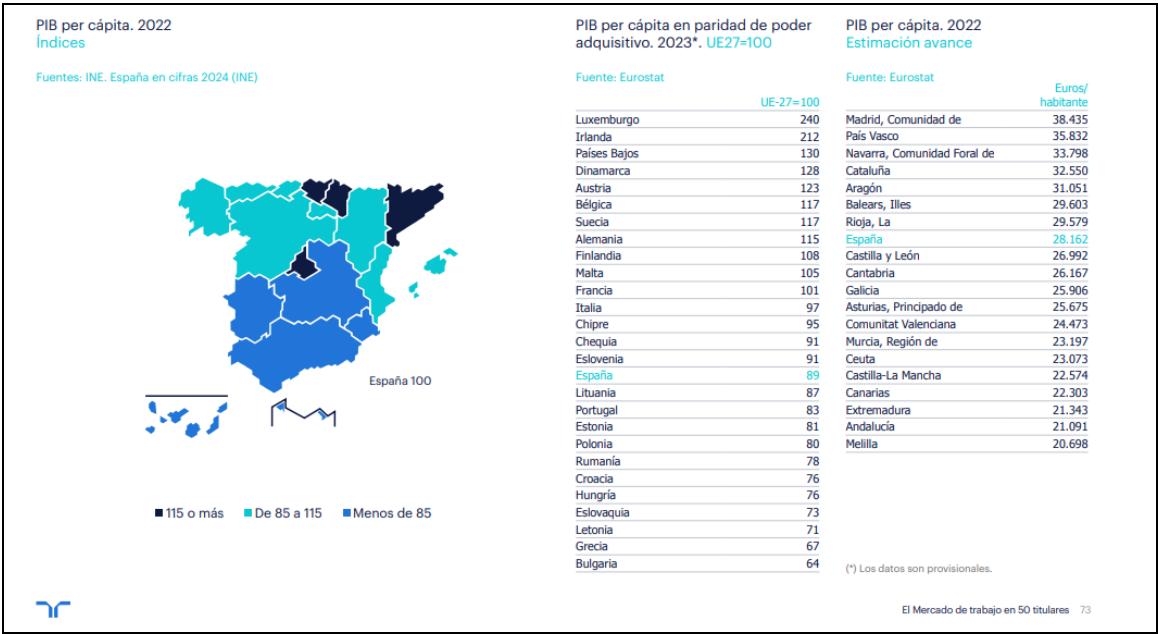 PIB per cápita. 2022
Índices
Fuentes: INE. España en cifras 2024 (INE)
España 100
115 o más
De 85 a 115
Menos de 85
PIB per cápita en paridad de poder
adquisitivo. 2023*. UE27=100
Fuente: Eurostat
UE-27=100
Luxemburgo 240
Irlanda 212
Países Bajos 130
Dinamarca 128
Austria 123
Bélgica 117
Suecia 117
Alemania 115
Finlandia 108
Malta 105
Francia 101
Italia 97
Chipre 95
Chequia 91
Eslovenia 91
España 89
Lituania 87
Portugal 83
Estonia 81
Polonia 80
Rumanía 78
Croacia 76
Hungría 76
Eslovaquia 73
Letonia 71
Grecia 67
Bulgaria 64
PIB per cápita. 2022
Estimación avance
Fuente: Eurostat
Euros/
habitante
Madrid, Comunidad de 38.435
País Vasco 35.832
Navarra, Comunidad Foral de 33.798
Cataluña 32.550
Aragón 31.051
Balears, Illes 29.603
Rioja, La 29.579
España 28.162
Castilla y León 26.992
Cantabria 26.167
Galicia 25.906
Asturias, Principado de 25.675
Comunitat Valenciana 24.473
Murcia, Región de 23.197
Ceuta 23.073
Castilla-La Mancha 22.574
Canarias 22.303
Extremadura 21.343
Andalucía 21.091
Melilla 20.698
(*) Los datos son provisionales.
El Mercado de trabajo en 50 titulares 73